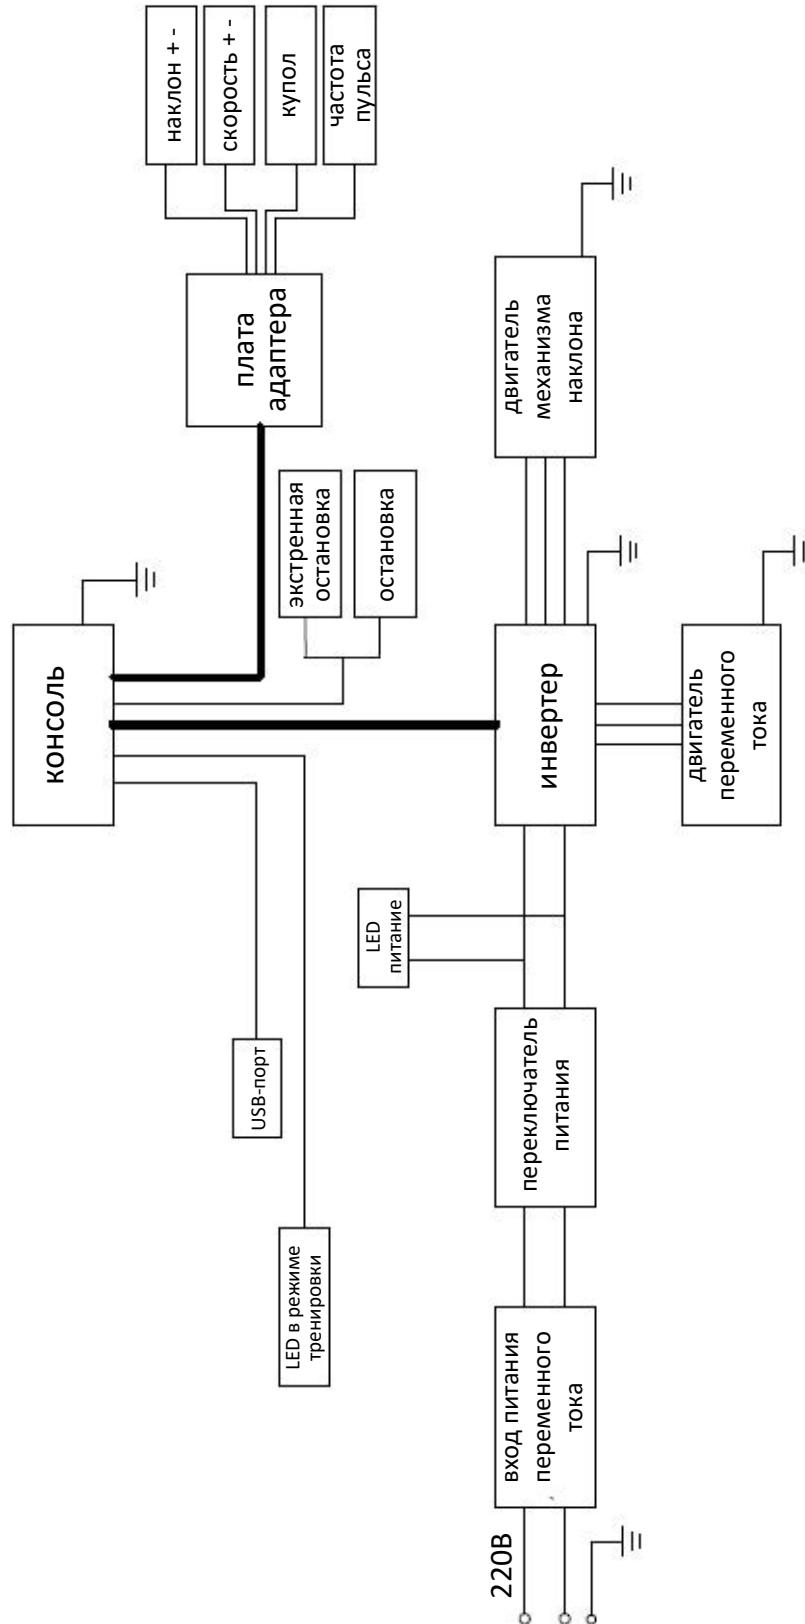 наклон + -
скорость + -
купол
частота
пульса
плата
адаптера
двигатель
механизма
наклона
экстренная
остановка
остановка
консоль
инвертер
двигатель
переменного
тока
LED
питание
USB-порт
переключатель
питания
LED в режиме
тренировки
вход питания
переменного
тока
220В